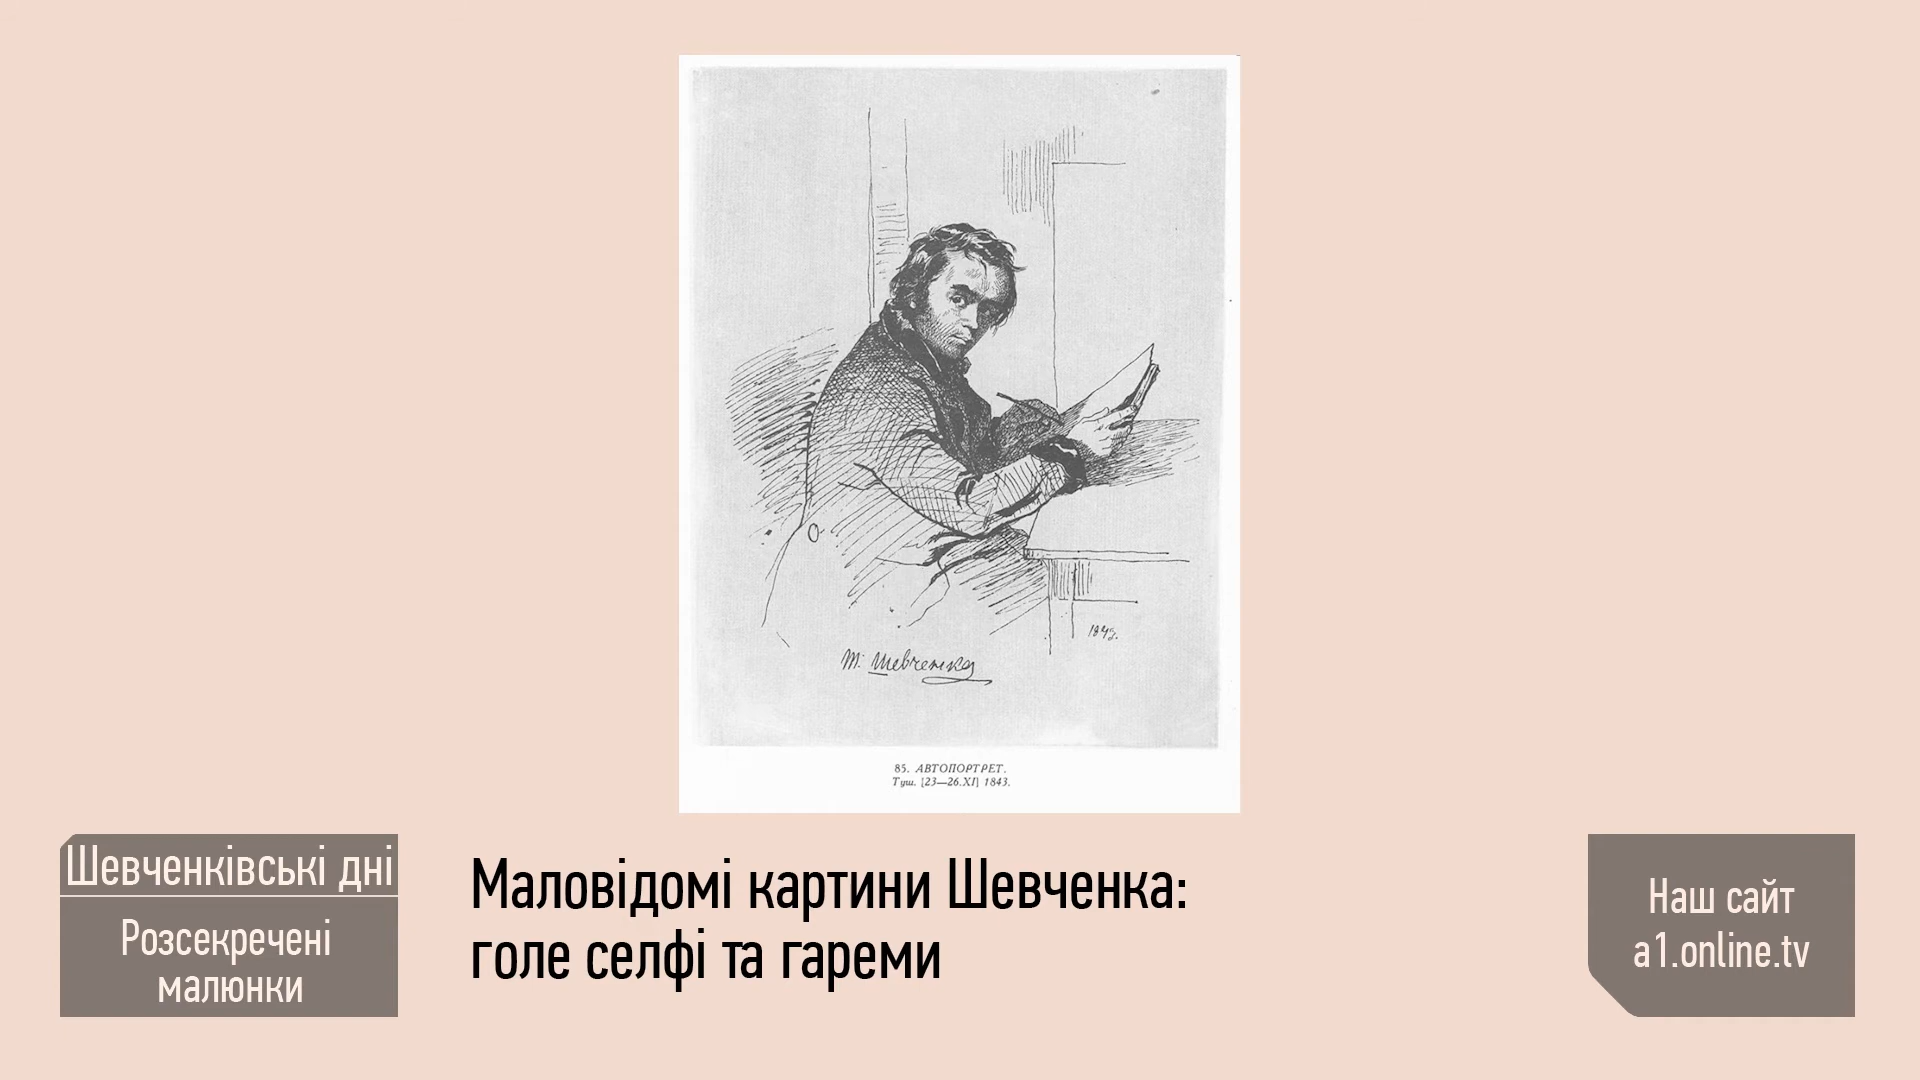 1843.
Т. Шевченко
85. АВТОПОРТРЕТ.
Туш. [23—26.XI] 1843.
Шевченківські дні
Розсекречені
малюнки
Маловідомі картини Шевченка:
голе селфі та гареми
Наш сайт
a1.online.tv